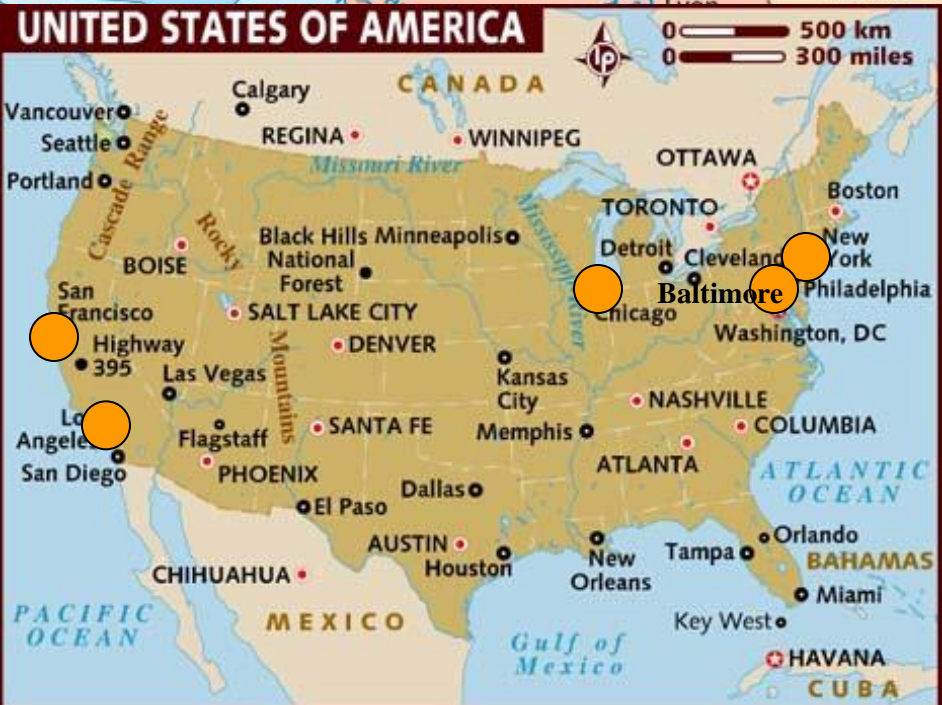 UNITED STATES OF AMERICA
0 500 km
0 300 miles
lp
CANADA
Calgary
Vancouver
REGINA
WINNIPEG
Seattle
Cascade Range
Missouri River
OTTAWA
Portland
Boston
TORONTO
Mississippi River
Rocky
Mountains
Black Hills
National
Forest
Minneapolis
Detroit
Cleveland
New
York
BOISE
San
Francisco
Baltimore
Philadelphia
SALT LAKE CITY
Chicago
Washington, DC
Highway
395
DENVER
Las Vegas
Kansas
City
NASHVILLE
Los
Angeles
Flagstaff
SANTA FE
Memphis
COLUMBIA
San Diego
PHOENIX
ATLANTA
ATLANTIC
OCEAN
Dallas
El Paso
AUSTIN
Houston
New
Orleans
Tampa
Orlando
BAHAMAS
CHIHUAHUA
Miami
PACIFIC
OCEAN
MEXICO
Key West
Gulf of
Mexico
HAVANA
CUBA